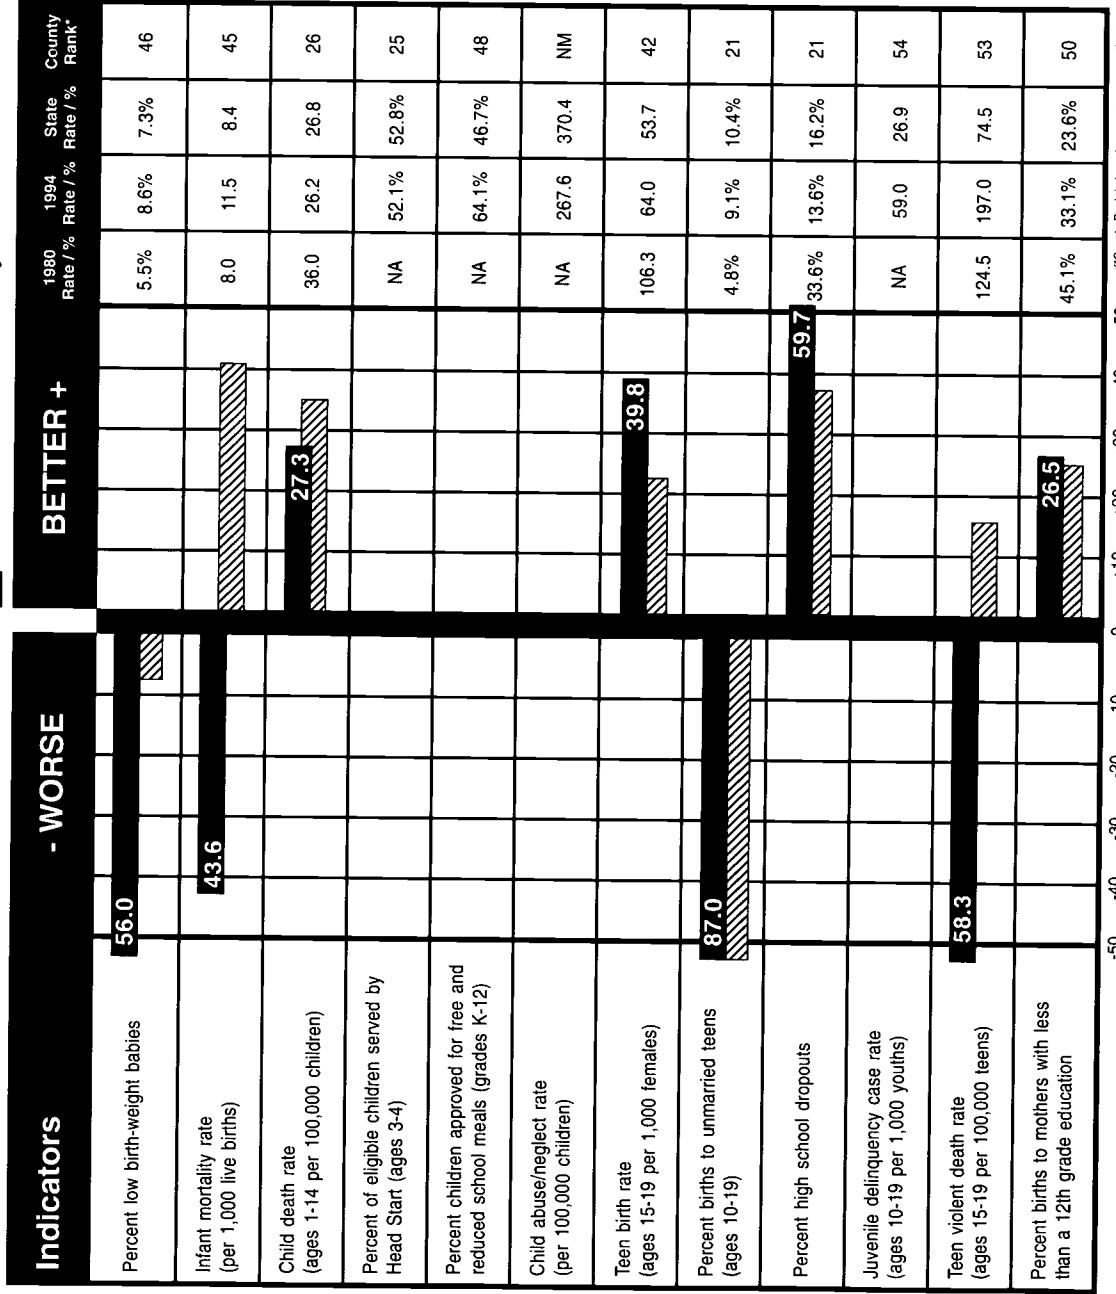 Indicators - WORSE BETTER + 1980 Rate / % 1994 Rate / % State Rate / % County Rank*
Percent low birth-weight babies 56.0 5.5% 8.6% 7.3% 46
Infant mortality rate
(per 1,000 live births) 43.6 8.0 11.5 8.4 45
Child death rate
(ages 1-14 per 100,000 children) 27.3 36.0 26.2 26.8 26
Percent of eligible children served by
Head Start (ages 3-4) NA 52.1% 52.8% 25
Percent children approved for free and
reduced school meals (grades K-12) NA 64.1% 46.7% 48
Child abuse/neglect rate
(per 100,000 children) NA 267.6 370.4 NM
Teen birth rate
(ages 15-19 per 1,000 females) 39.8 106.3 64.0 53.7 42
Percent births to unmarried teens
(ages 10-19) 87.0 4.8% 9.1% 10.4% 21
Percent high school dropouts 59.7 33.6% 13.6% 16.2% 21
Juvenile delinquency case rate
(ages 10-19 per 1,000 youths) NA 59.0 26.9 54
Teen violent death rate
(ages 15-19 per 100,000 teens) 58.3 124.5 197.0 74.5 53
Percent births to mothers with less
than a 12th grade education 26.5 45.1% 33.1% 23.6% 50
-50 -40 -30 -20 -10 0 +10 +20